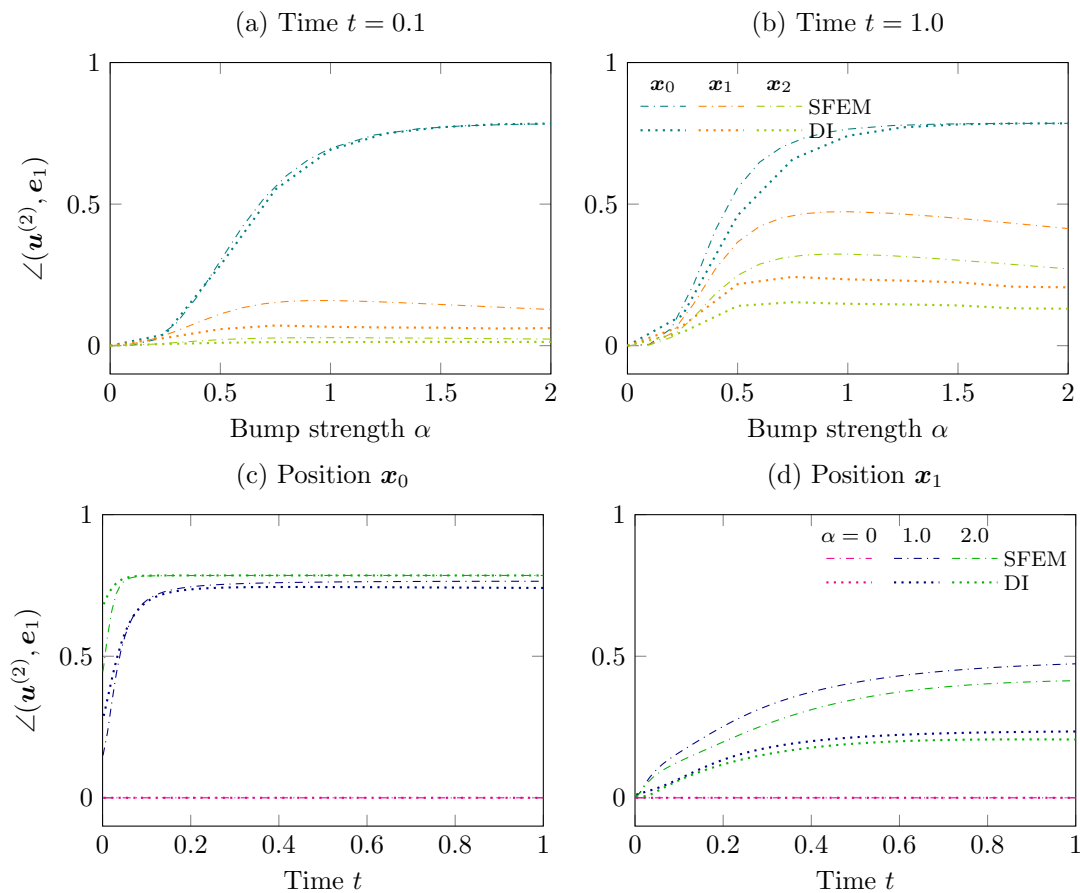 (a) Time t = 0.1
1
0.5
0
∠(u^(2), e_1)
0 0.5 1 1.5 2
Bump strength α
(b) Time t = 1.0
1
0.5
0
x_0 x_1 x_2
SFEM
DI
0 0.5 1 1.5 2
Bump strength α
(c) Position x_0
1
0.5
0
∠(u^(2), e_1)
0 0.2 0.4 0.6 0.8 1
Time t
(d) Position x_1
1
0.5
0
α = 0 1.0 2.0
SFEM
DI
0 0.2 0.4 0.6 0.8 1
Time t